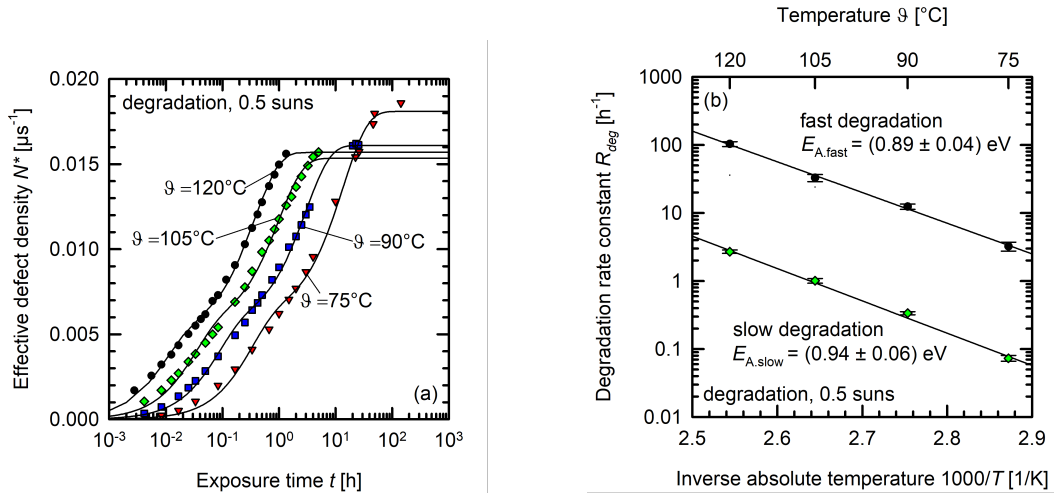 0.020
0.015
0.010
0.005
0.000
Effective defect density N* [µs⁻¹]
degradation, 0.5 suns
ϑ =120°C
ϑ =105°C
ϑ =90°C
ϑ =75°C
(a)
10⁻³ 10⁻² 10⁻¹ 10⁰ 10¹ 10² 10³
Exposure time t [h]
Temperature ϑ [°C]
120 105 90 75
1000
100
10
1
0.1
0.01
Degradation rate constant R_deg [h⁻¹]
(b)
fast degradation
E_A.fast = (0.89 ± 0.04) eV
slow degradation
E_A.slow = (0.94 ± 0.06) eV
degradation, 0.5 suns
2.5 2.6 2.7 2.8 2.9
Inverse absolute temperature 1000/T [1/K]